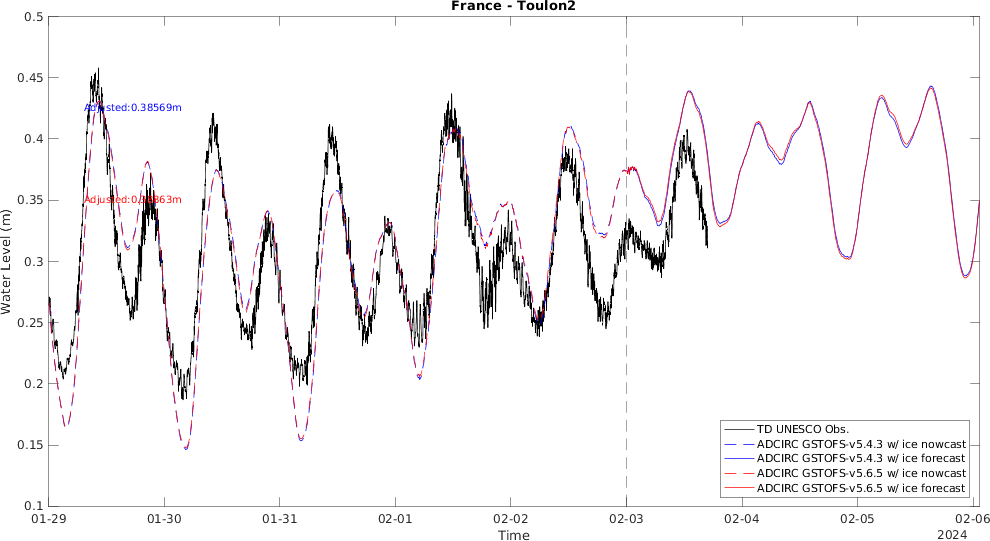 France - Toulon2
0.5
0.45
0.4
0.35
0.3
0.25
0.2
0.15
0.1
Water Level (m)
Adjusted:0.38569m
01-29
01-30
01-31
02-01
02-02
02-03
02-04
02-05
02-06
2024
Time
TD UNESCO Obs.
ADCIRC GSTOFS-v5.4.3 w/ ice nowcast
ADCIRC GSTOFS-v5.4.3 w/ ice forecast
ADCIRC GSTOFS-v5.6.5 w/ ice nowcast
ADCIRC GSTOFS-v5.6.5 w/ ice forecast